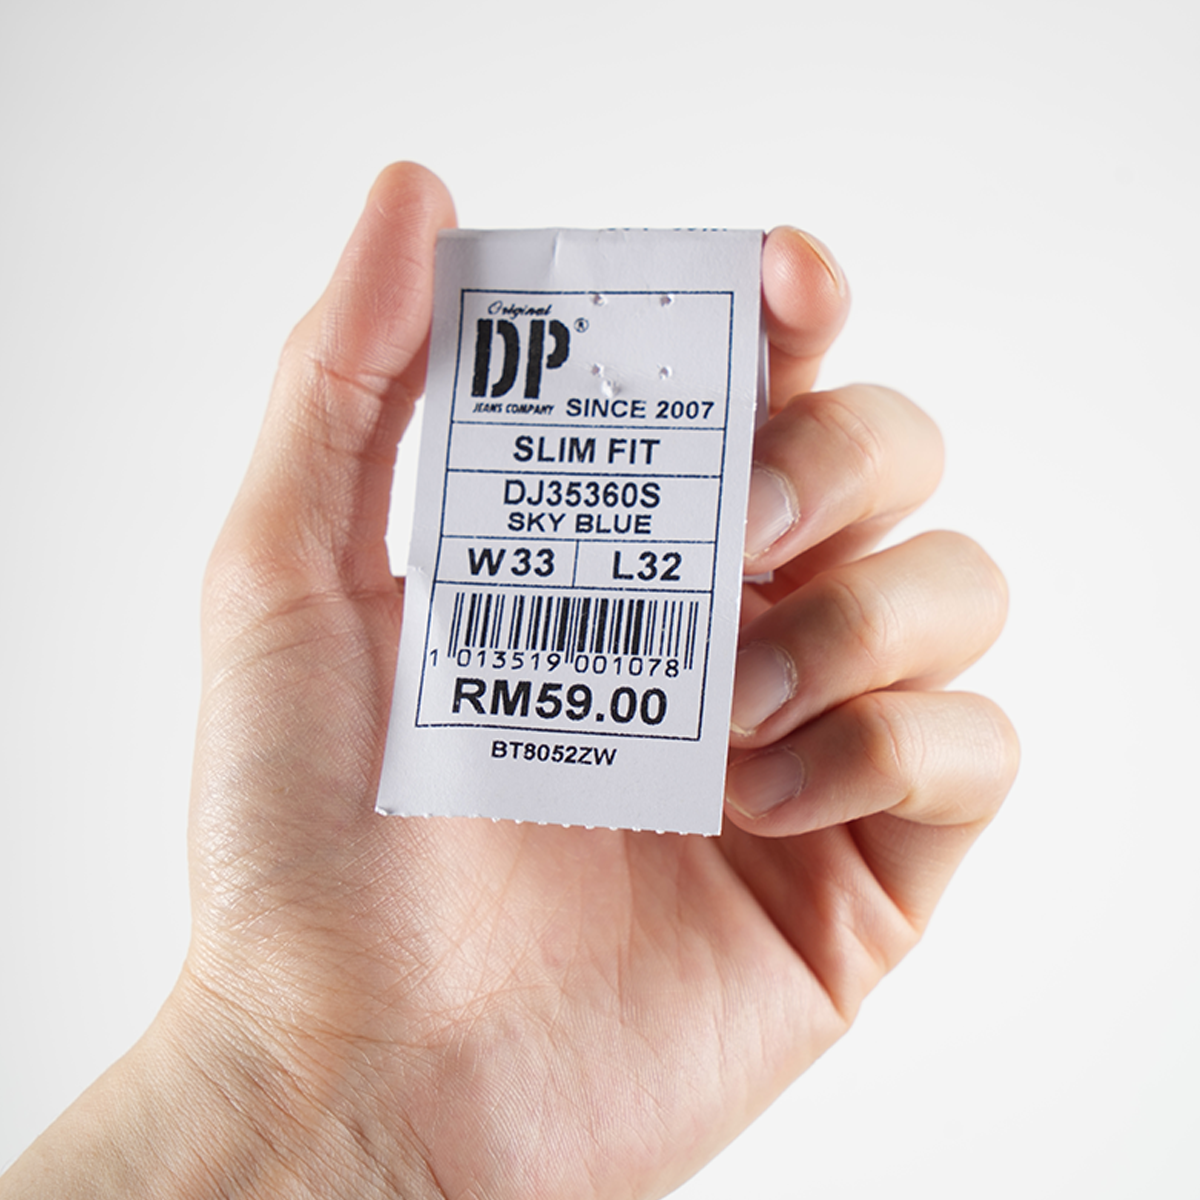 Original
DP®
JEANS COMPANY SINCE 2007
SLIM FIT
DJ35360S
SKY BLUE
W33 L32
1 013519 001078
RM59.00
BT8052ZW